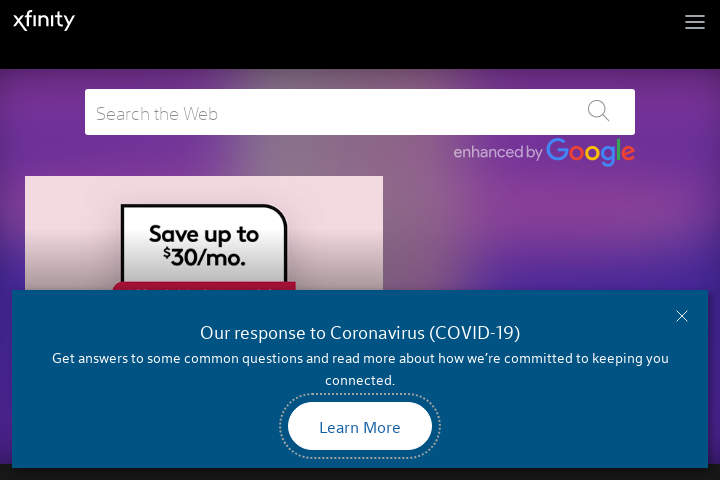 xfinity
Search the Web
enhanced by Google
Save up to
$30/mo.
Our response to Coronavirus (COVID-19)
Get answers to some common questions and read more about how we’re committed to keeping you
connected.
Learn More